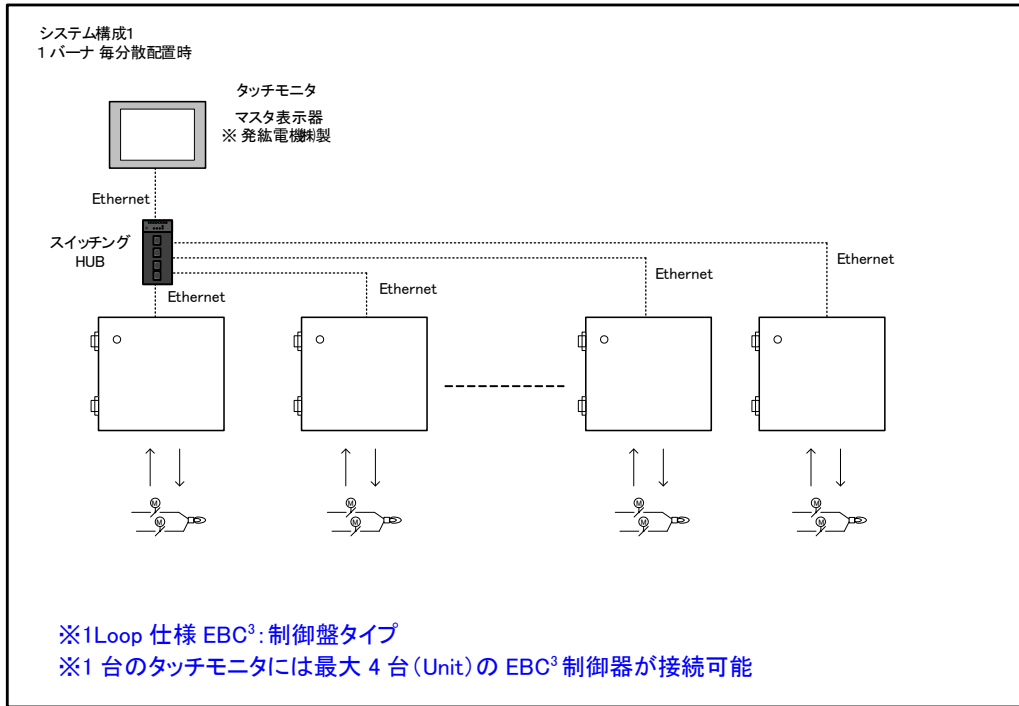 システム構成1
1 バーナ 毎分散配置時
タッチモニタ
マスタ表示器
※ 発紘電機㈱製
Ethernet
スイッチング
HUB
Ethernet
Ethernet
Ethernet
Ethernet
M
M
M
M
M
M
M
M
※1Loop 仕様 EBC³:制御盤タイプ
※1 台のタッチモニタには最大 4 台(Unit)の EBC³ 制御器が接続可能